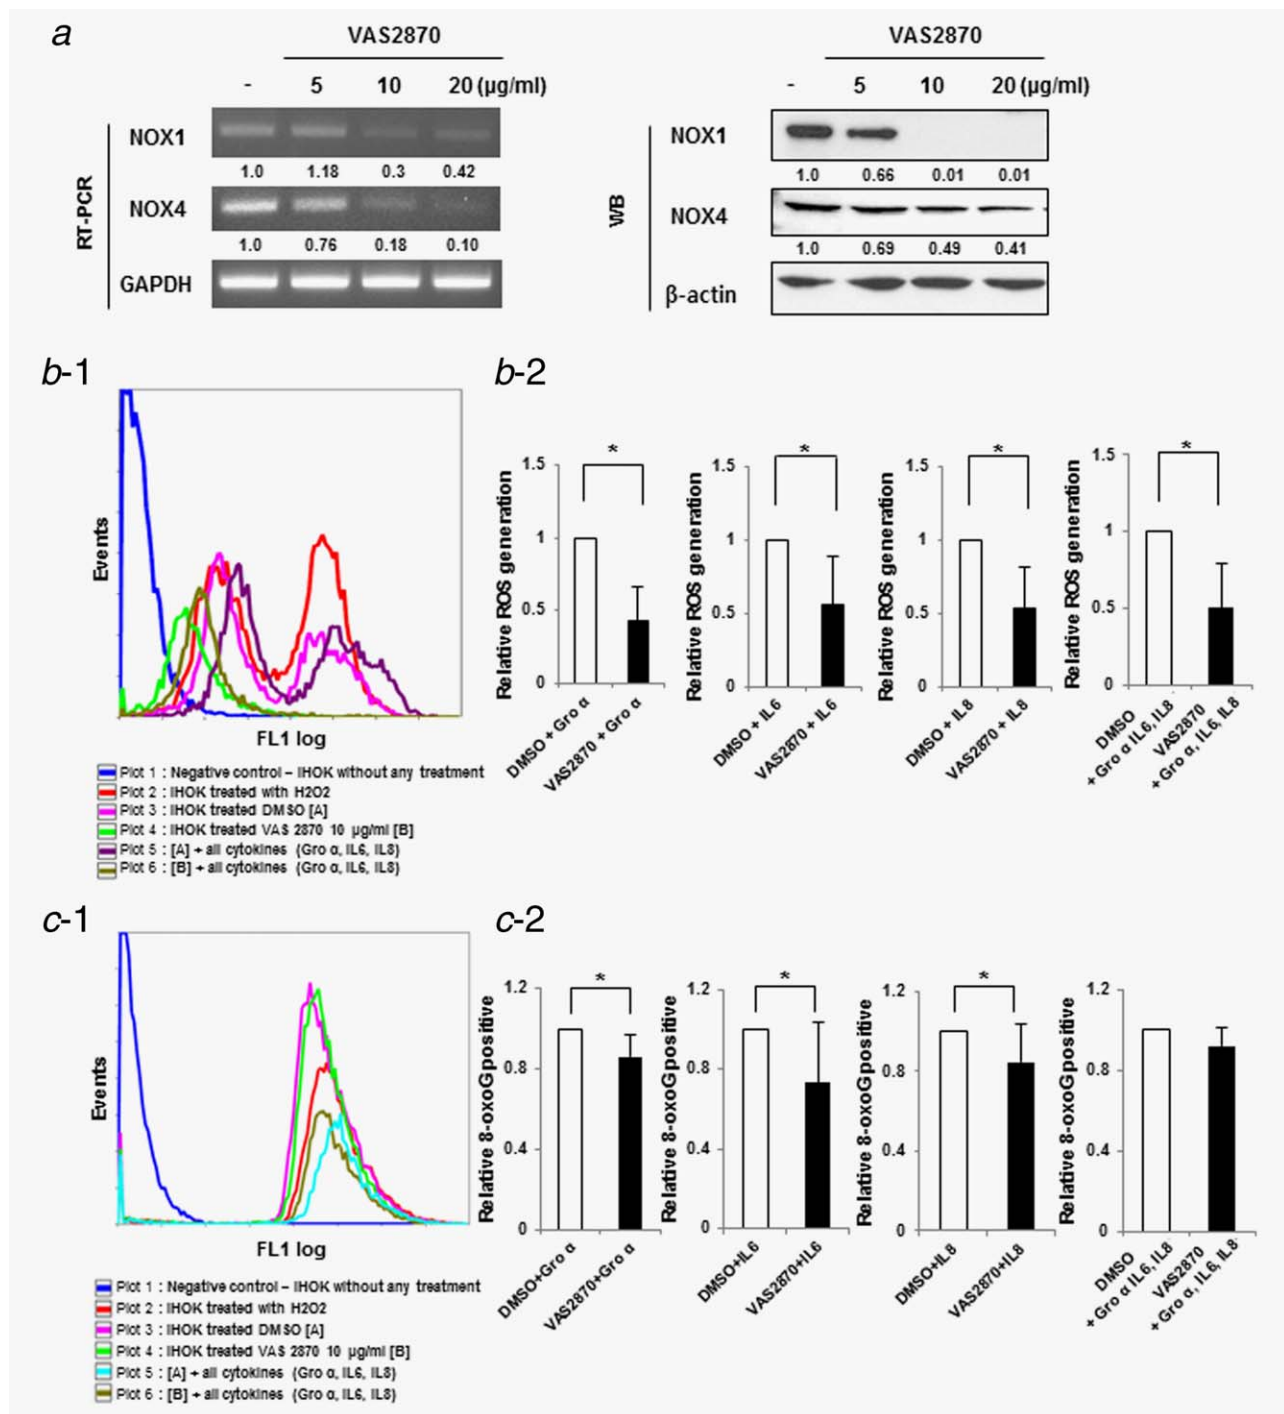 a
VAS2870
- 5 10 20 (µg/ml)
RT-PCR
NOX1
1.0 1.18 0.3 0.42
NOX4
1.0 0.76 0.18 0.10
GAPDH
VAS2870
- 5 10 20 (µg/ml)
WB
NOX1
1.0 0.66 0.01 0.01
NOX4
1.0 0.69 0.49 0.41
β-actin
b-1
Events
FL1 log
Plot 1 : Negative control – IHOK without any treatment
Plot 2 : IHOK treated with H2O2
Plot 3 : IHOK treated DMSO [A]
Plot 4 : IHOK treated VAS 2870 10 µg/ml [B]
Plot 5 : [A] + all cytokines (Gro α, IL6, IL8)
Plot 6 : [B] + all cytokines (Gro α, IL6, IL8)
b-2
Relative ROS generation
1.5
1
0.5
0
*
DMSO + Gro α
VAS2870 + Gro α
Relative ROS generation
1.5
1
0.5
0
*
DMSO + IL6
VAS2870 + IL6
Relative ROS generation
1.5
1
0.5
0
*
DMSO + IL8
VAS2870 + IL8
Relative ROS generation
1.5
1
0.5
0
*
DMSO
+ Gro α IL6, IL8
VAS2870
+ Gro α, IL6, IL8
c-1
Events
FL1 log
Plot 1 : Negative control – IHOK without any treatment
Plot 2 : IHOK treated with H2O2
Plot 3 : IHOK treated DMSO [A]
Plot 4 : IHOK treated VAS 2870 10 µg/ml [B]
Plot 5 : [A] + all cytokines (Gro α, IL6, IL8)
Plot 6 : [B] + all cytokines (Gro α, IL6, IL8)
c-2
Relative 8-oxoGpositive
1.2
0.8
0.4
0
*
DMSO+Gro α
VAS2870+Gro α
Relative 8-oxoGpositive
1.2
0.8
0.4
0
*
DMSO+IL6
VAS2870+IL6
Relative 8-oxoGpositive
1.2
0.8
0.4
0
*
DMSO+IL8
VAS2870+IL8
Relative 8-oxoGpositive
1.2
0.8
0.4
0
DMSO
+ Gro α IL6, IL8
VAS2870
+ Gro α, IL6, IL8